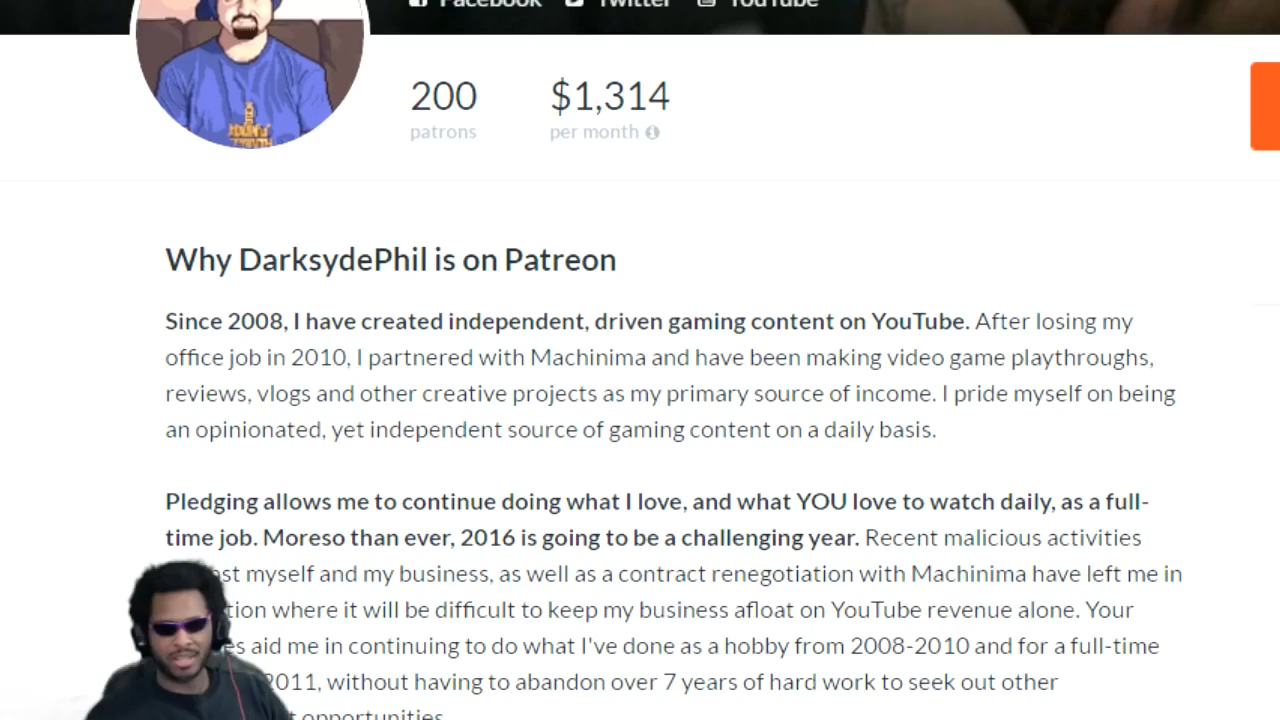 Facebook Twitter YouTube
200 $1,314
patrons per month
Why DarksydePhil is on Patreon
Since 2008, I have created independent, driven gaming content on YouTube. After losing my
office job in 2010, I partnered with Machinima and have been making video game playthroughs,
reviews, vlogs and other creative projects as my primary source of income. I pride myself on being
an opinionated, yet independent source of gaming content on a daily basis.
Pledging allows me to continue doing what I love, and what YOU love to watch daily, as a full-
time job. Moreso than ever, 2016 is going to be a challenging year. Recent malicious activities
st myself and my business, as well as a contract renegotiation with Machinima have left me in
tion where it will be difficult to keep my business afloat on YouTube revenue alone. Your
es aid me in continuing to do what I've done as a hobby from 2008-2010 and for a full-time
2011, without having to abandon over 7 years of hard work to seek out other
t opportunities.